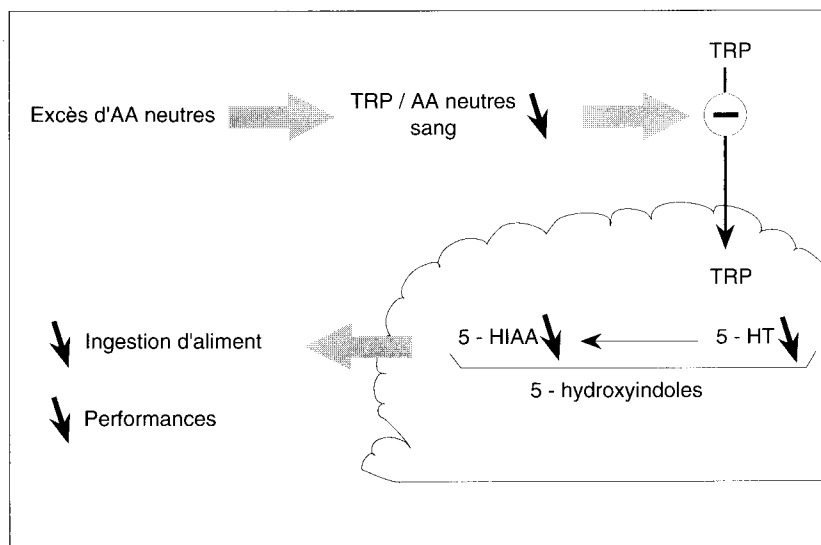 TRP
Excès d'AA neutres
TRP / AA neutres
sang
TRP
5 - HIAA
5 - HT
5 - hydroxyindoles
Ingestion d'aliment
Performances